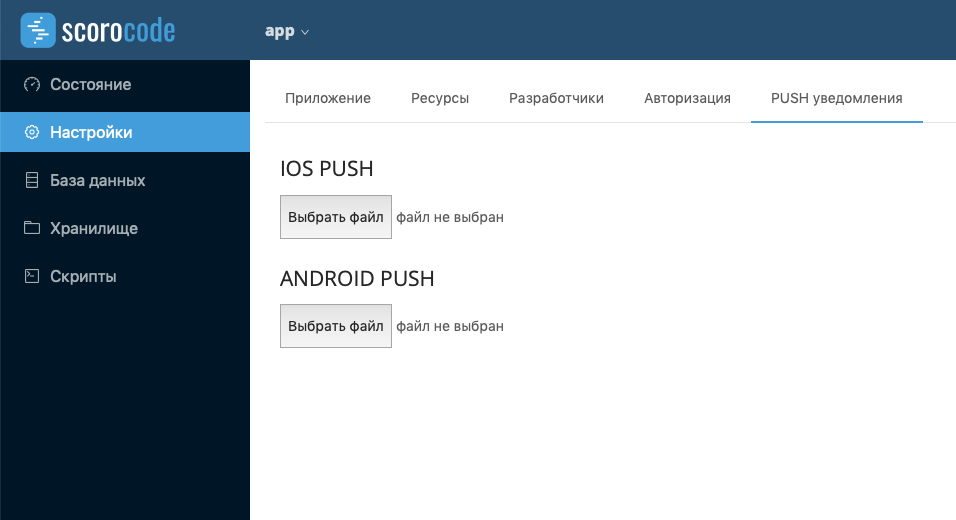 scorocode
app
Состояние
Настройки
База данных
Хранилище
Скрипты
Приложение Ресурсы Разработчики Авторизация PUSH уведомления
IOS PUSH
Выбрать файл файл не выбран
ANDROID PUSH
Выбрать файл файл не выбран